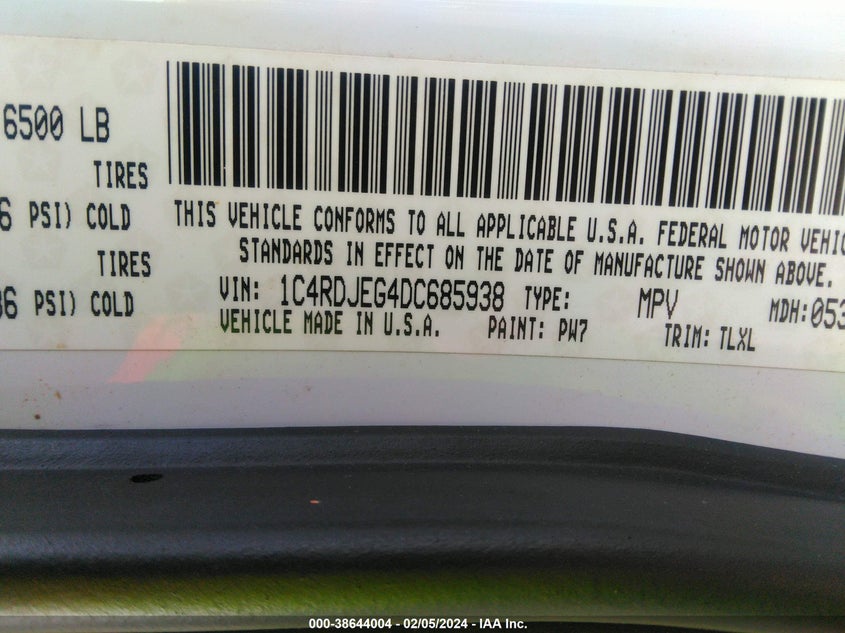 6500 LB
TIRES
6 PSI) COLD
TIRES
36 PSI) COLD
THIS VEHICLE CONFORMS TO ALL APPLICABLE U.S.A. FEDERAL MOTOR VEHIC
STANDARDS IN EFFECT ON THE DATE OF MANUFACTURE SHOWN ABOVE.
VIN: 1C4RDJEG4DC685938 TYPE: MPV MDH:053
VEHICLE MADE IN U.S.A. PAINT: PW7 TRIM: TLXL
000-38644004 - 02/05/2024 - IAA Inc.